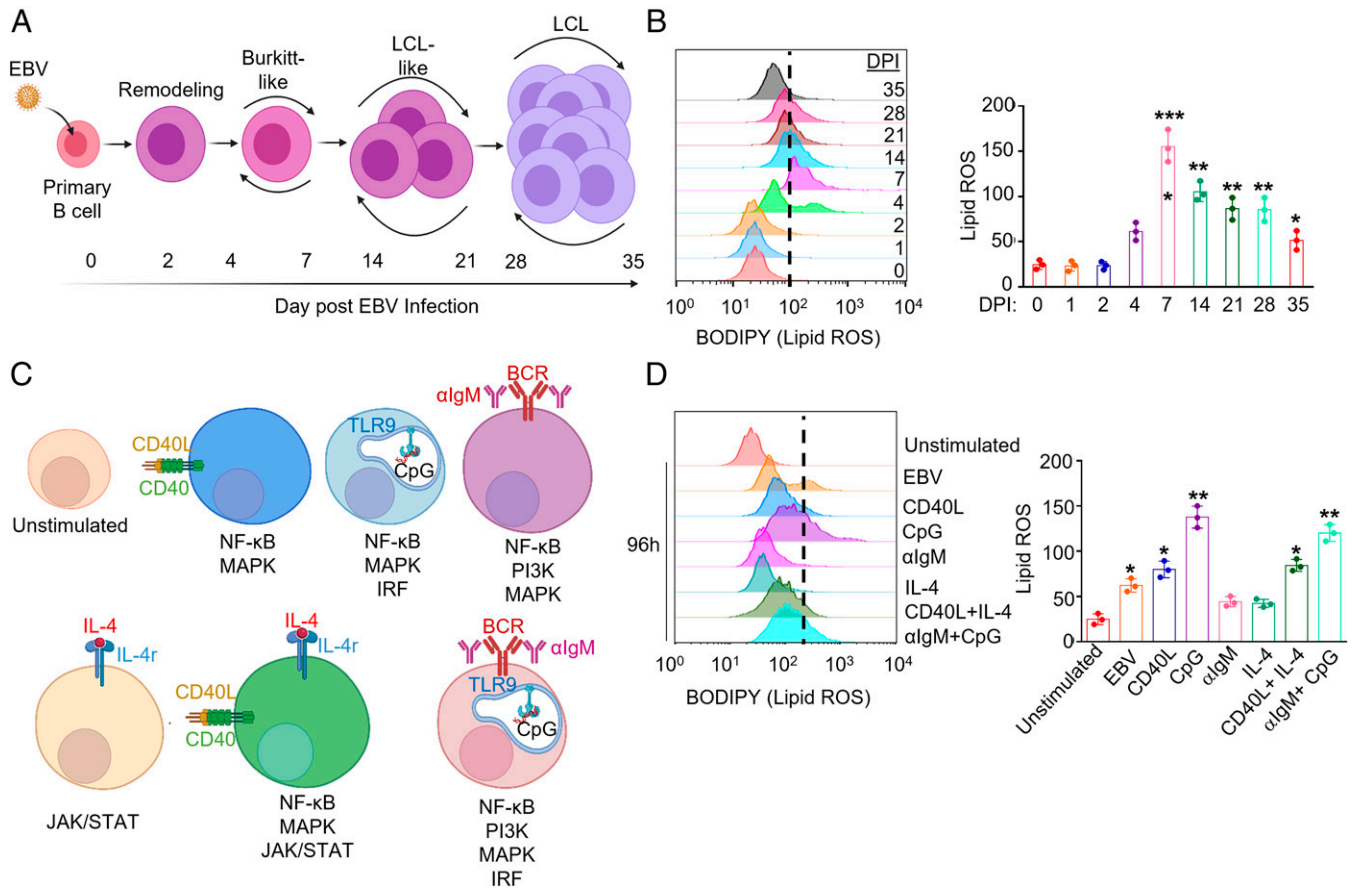 A
EBV
Primary
B cell
Remodeling
Burkitt-
like
LCL-
like
LCL
0 2 4 7 14 21 28 35
Day post EBV Infection
B
DPI
35
28
21
14
7
4
2
1
0
10⁰ 10¹ 10² 10³ 10⁴
BODIPY (Lipid ROS)
Lipid ROS
200
150
100
50
0
*** * ** ** ** *
DPI: 0 1 2 4 7 14 21 28 35
C
Unstimulated
CD40L
CD40
NF-κB
MAPK
TLR9
CpG
NF-κB
MAPK
IRF
αIgM
BCR
NF-κB
PI3K
MAPK
IL-4
IL-4r
JAK/STAT
IL-4
IL-4r
CD40L
CD40
NF-κB
MAPK
JAK/STAT
BCR
αIgM
TLR9
CpG
NF-κB
PI3K
MAPK
IRF
D
96h
Unstimulated
EBV
CD40L
CpG
αIgM
IL-4
CD40L+IL-4
αIgM+CpG
10⁰ 10¹ 10² 10³ 10⁴
BODIPY (Lipid ROS)
Lipid ROS
200
150
100
50
0
* * ** * **
Unstimulated
EBV
CD40L
CpG
αIgM
IL-4
CD40L+ IL-4
αIgM+ CpG